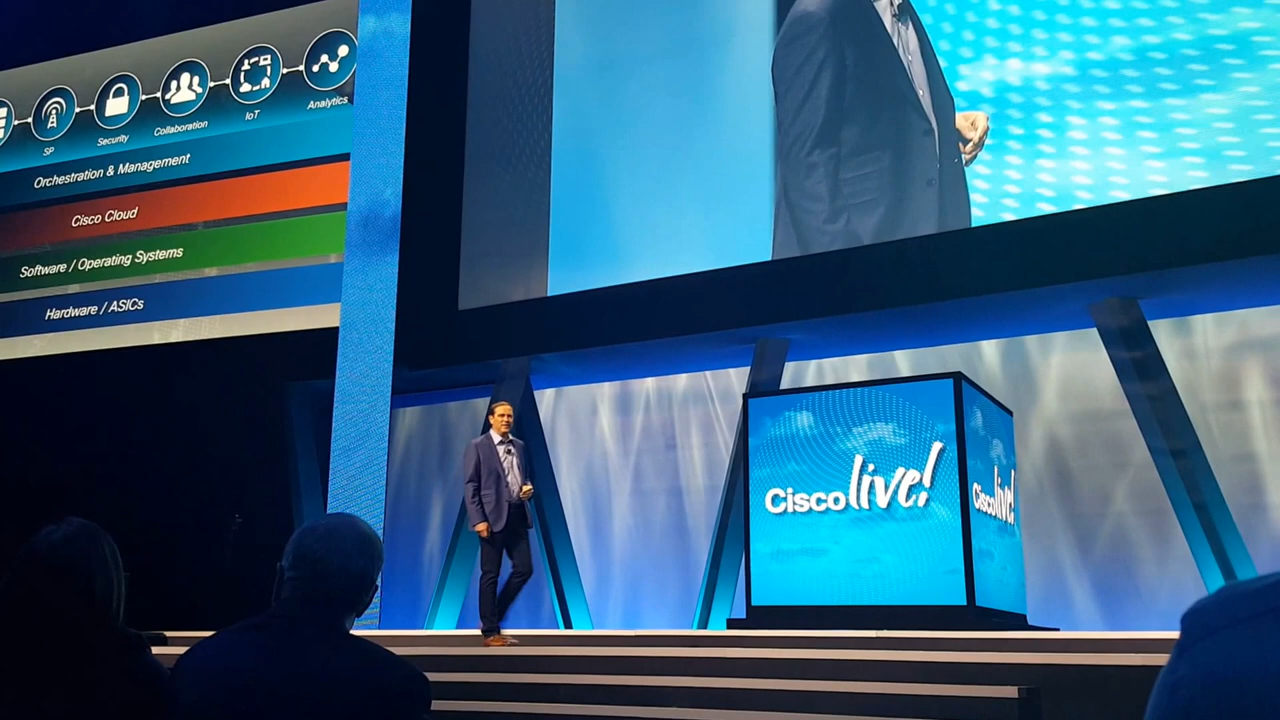 SP
Security
Collaboration
IoT
Analytics
Orchestration & Management
Cisco Cloud
Software / Operating Systems
Hardware / ASICs
Cisco live!
Cisco live!